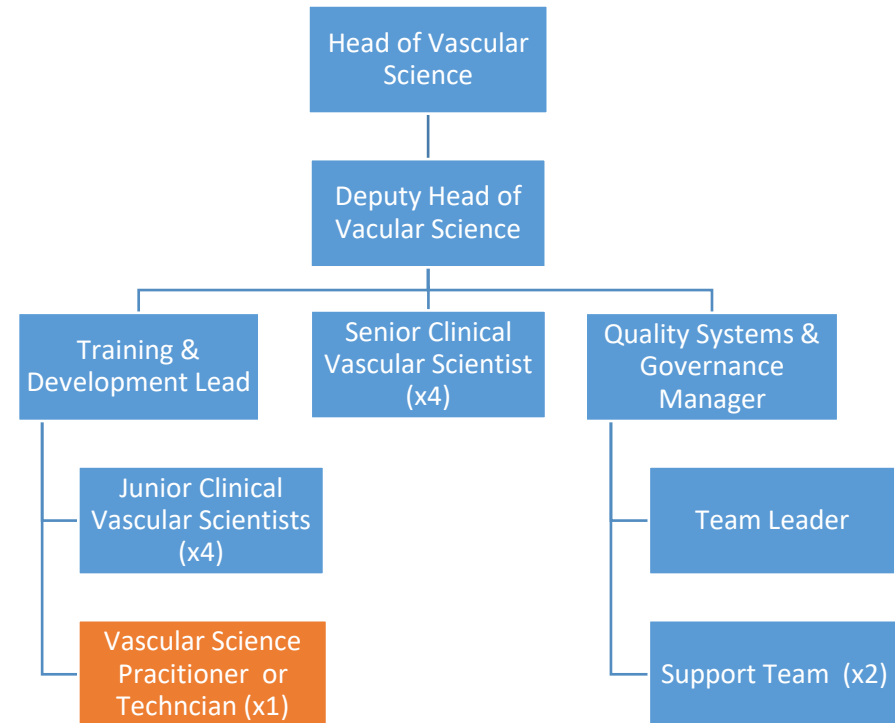 Head of Vascular
Science
Deputy Head of
Vacular Science
Training &
Development Lead
Senior Clinical
Vascular Scientist
(x4)
Quality Systems &
Governance
Manager
Junior Clinical
Vascular Scientists
(x4)
Team Leader
Vascular Science
Pracitioner or
Techncian (x1)
Support Team (x2)